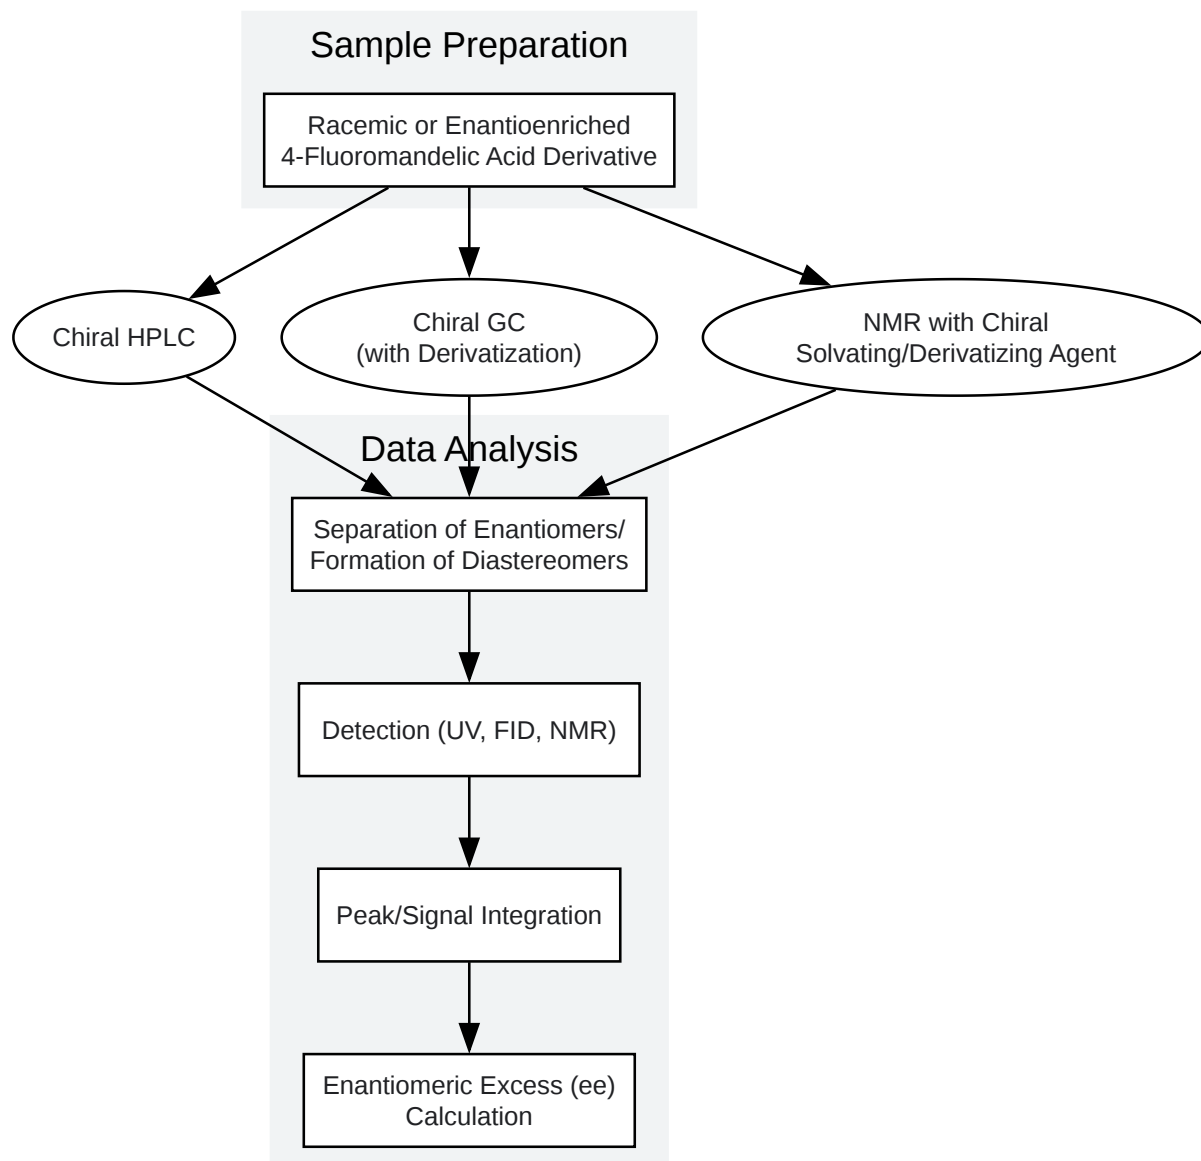 Sample Preparation
Racemic or Enantioenriched
4-Fluoromandelic Acid Derivative
Chiral HPLC
Chiral GC
(with Derivatization)
NMR with Chiral
Solvating/Derivatizing Agent
Data Analysis
Separation of Enantiomers/
Formation of Diastereomers
Detection (UV, FID, NMR)
Peak/Signal Integration
Enantiomeric Excess (ee)
Calculation